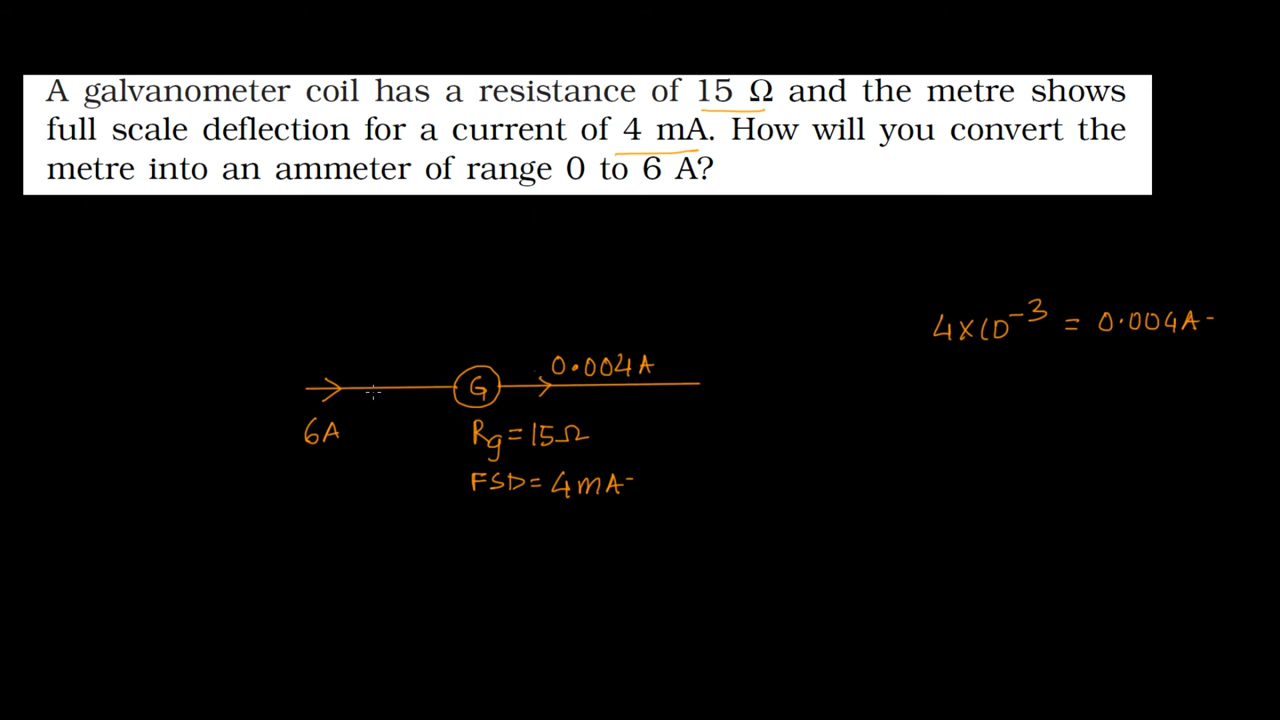 A galvanometer coil has a resistance of 15 Ω and the metre shows
full scale deflection for a current of 4 mA. How will you convert the
metre into an ammeter of range 0 to 6 A?
4×10⁻³ = 0.004A-
0.004A
G
6A
Rg=15Ω
FSD= 4mA-